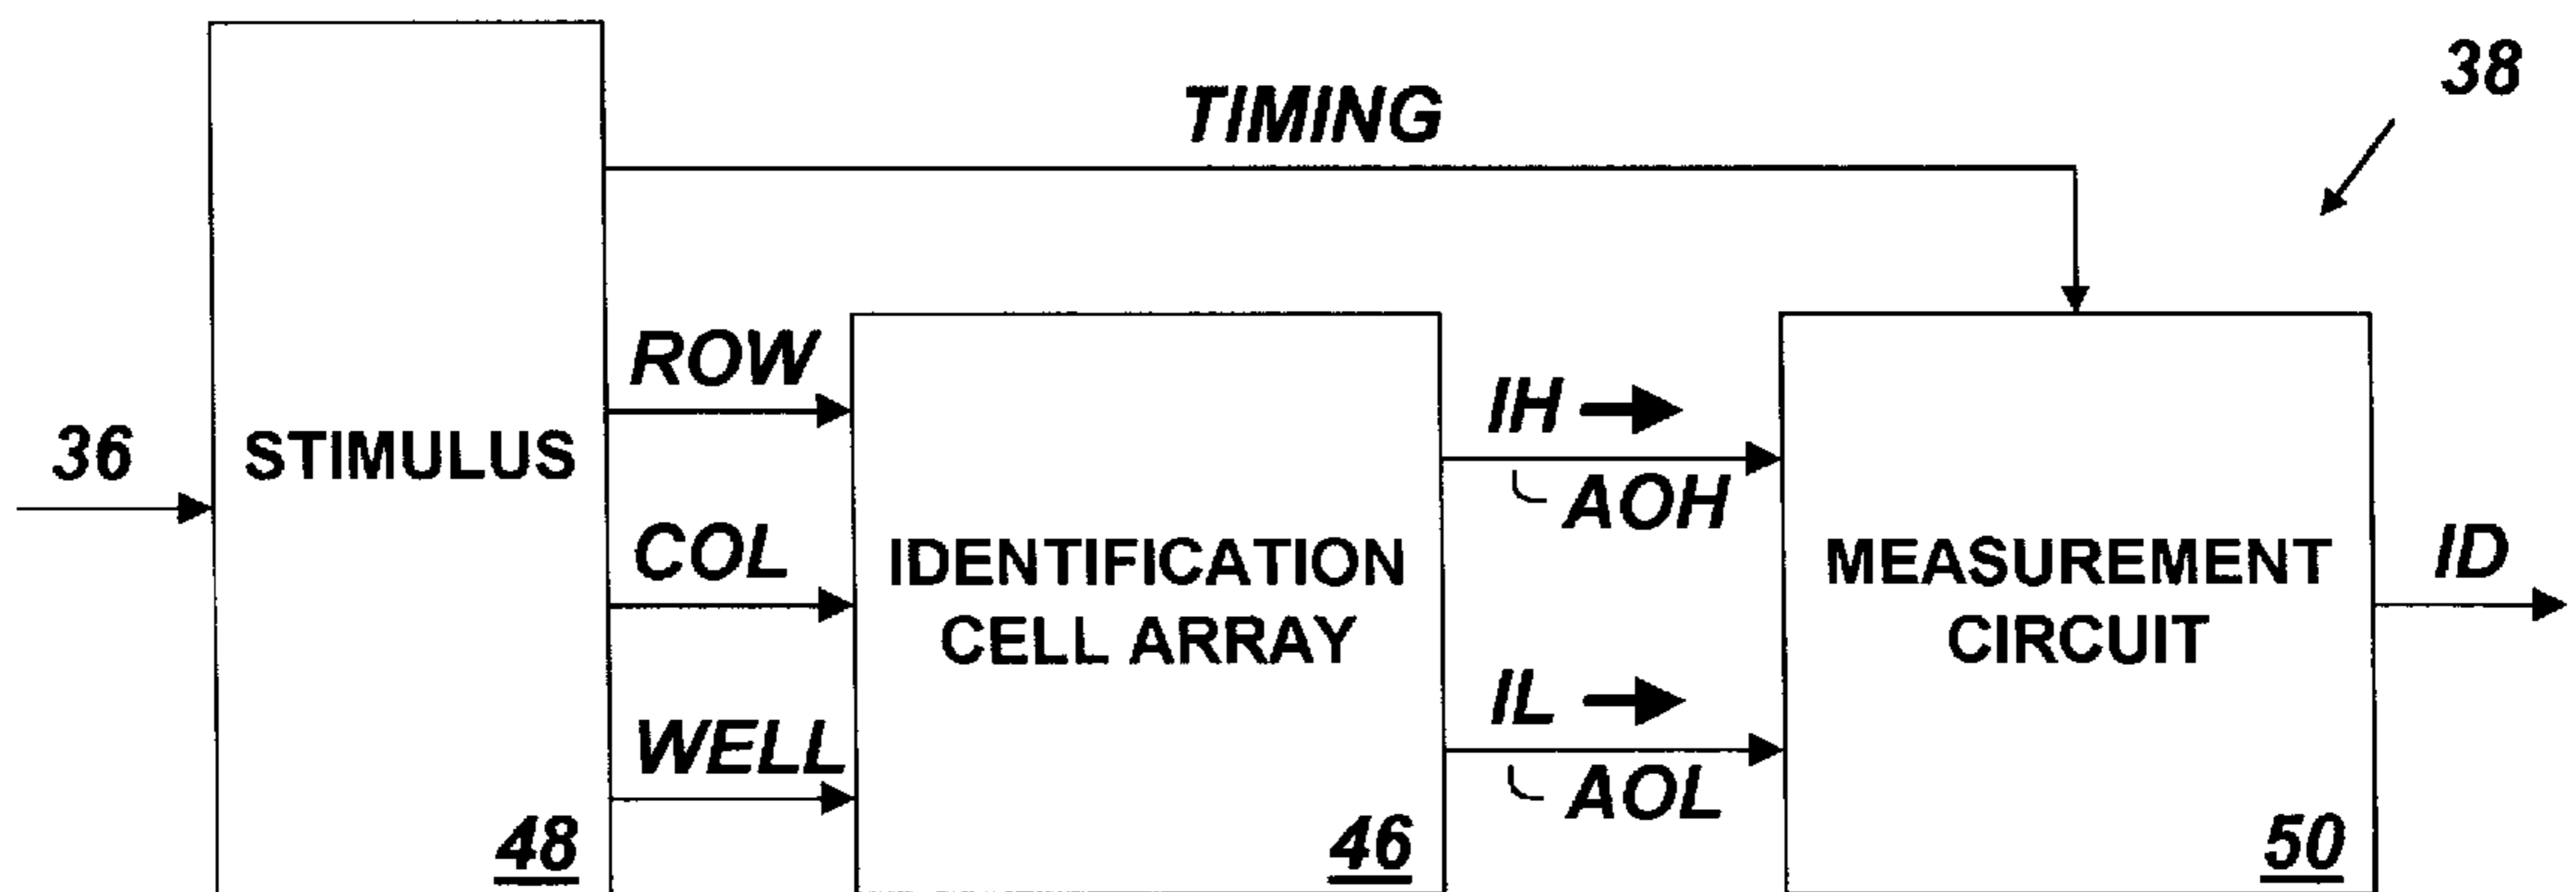 38
TIMING
ROW
36
STIMULUS
IH
AOH
COL
IDENTIFICATION
CELL ARRAY
MEASUREMENT
CIRCUIT
ID
WELL
IL
AOL
48
46
50